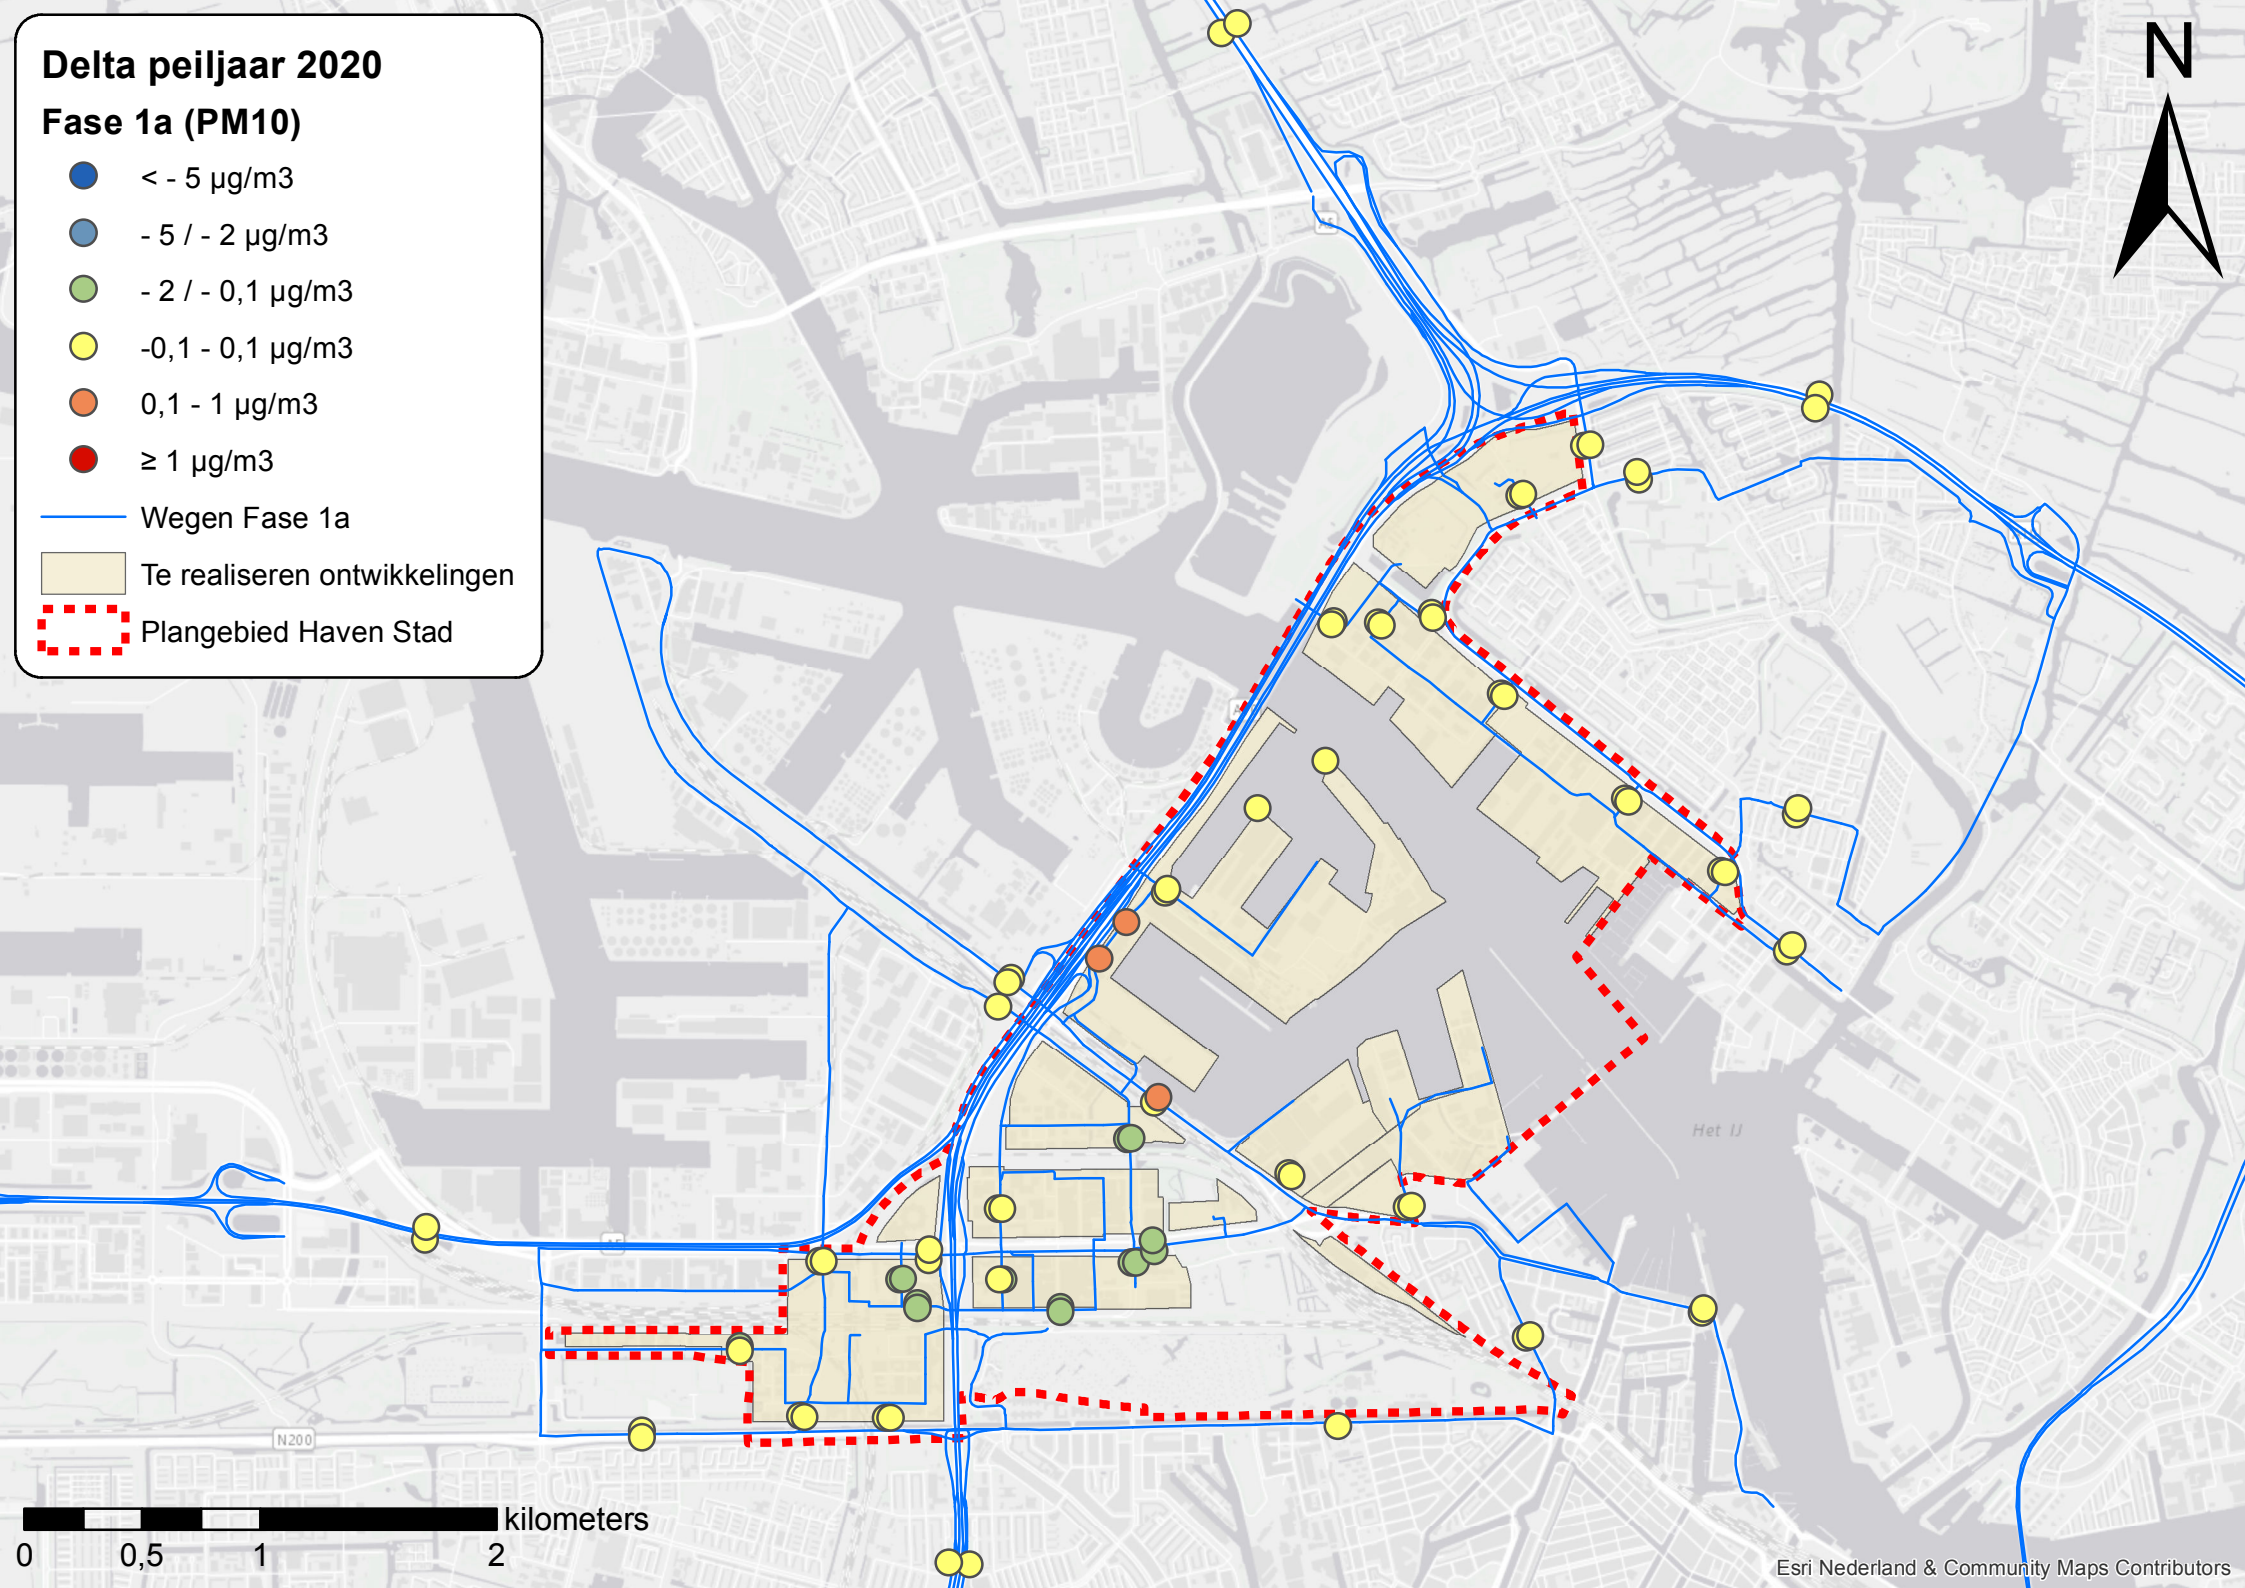 Delta peiljaar 2020
Fase 1a (PM10)
< - 5 µg/m3
- 5 / - 2 µg/m3
- 2 / - 0,1 µg/m3
-0,1 - 0,1 µg/m3
0,1 - 1 µg/m3
≥ 1 µg/m3
Wegen Fase 1a
Te realiseren ontwikkelingen
Plangebied Haven Stad
N
A5
Het IJ
A5
N200
kilometers
0 0,5 1 2
Esri Nederland & Community Maps Contributors